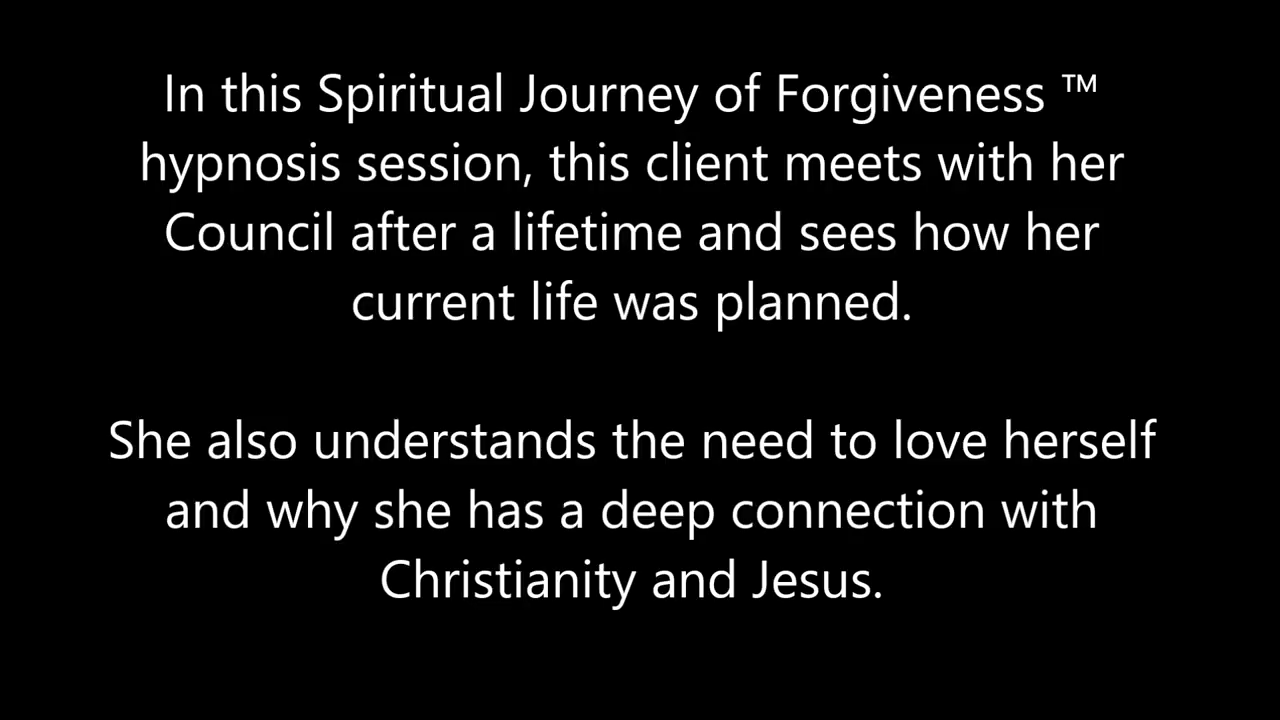 In this Spiritual Journey of Forgiveness ™
hypnosis session, this client meets with her
Council after a lifetime and sees how her
current life was planned.
She also understands the need to love herself
and why she has a deep connection with
Christianity and Jesus.